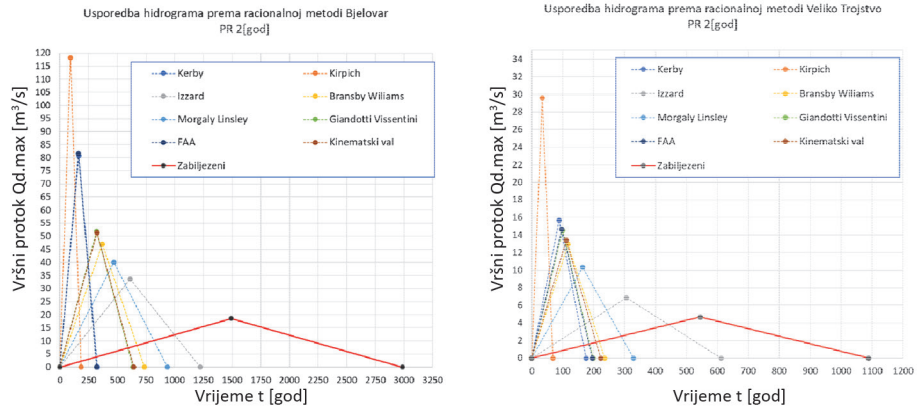 Usporedba hidrograma prema racionalnoj metodi Bjelovar
PR 2[god]
Vršni protok Qd.max [m³/s]
120
115
110
105
100
95
90
85
80
75
70
65
60
55
50
45
40
35
30
25
20
15
10
5
0
Kerby
Kirpich
Izzard
Bransby Wiliams
Morgaly Linsley
Giandotti Vissentini
FAA
Kinematski val
Zabilježeni
0 250 500 750 1000 1250 1500 1750 2000 2250 2500 2750 3000 3250
Vrijeme t [god]
Usporedba hidrograma prema racionalnoj metodi Veliko Trojstvo
PR 2[god]
Vršni protok Qd.max [m³/s]
34
32
30
28
26
24
22
20
18
16
14
12
10
8
6
4
2
0
Kerby
Kirpich
Izzard
Bransby Wiliams
Morgaly Linsley
Giandotti Vissentini
FAA
Kinematski val
Zabilježeni
0 100 200 300 400 500 600 700 800 900 1000 1100 1200
Vrijeme t [god]